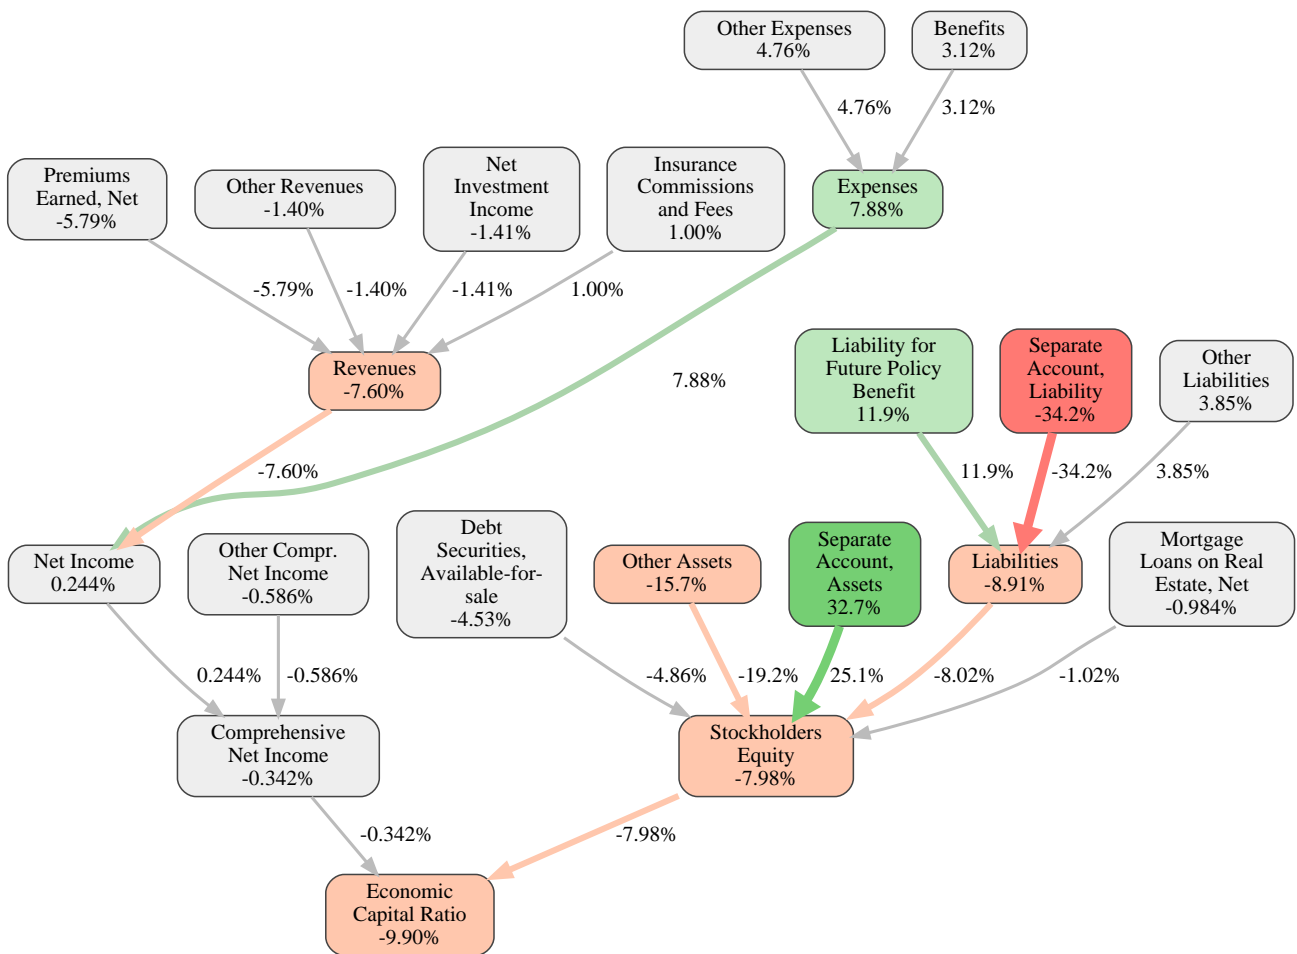 Other Expenses
4.76%
Benefits
3.12%
4.76%
3.12%
Premiums
Earned, Net
-5.79%
Other Revenues
-1.40%
Net
Investment
Income
-1.41%
Insurance
Commissions
and Fees
1.00%
Expenses
7.88%
-5.79%
-1.40%
-1.41%
1.00%
Revenues
-7.60%
7.88%
Liability for
Future Policy
Benefit
11.9%
Separate
Account,
Liability
-34.2%
Other
Liabilities
3.85%
-7.60%
11.9%
-34.2%
3.85%
Net Income
0.244%
Other Compr.
Net Income
-0.586%
Debt
Securities,
Available-for-
sale
-4.53%
Other Assets
-15.7%
Separate
Account,
Assets
32.7%
Liabilities
-8.91%
Mortgage
Loans on Real
Estate, Net
-0.984%
0.244%
-0.586%
-4.86%
-19.2%
25.1%
-8.02%
-1.02%
Comprehensive
Net Income
-0.342%
Stockholders
Equity
-7.98%
-0.342%
-7.98%
Economic
Capital Ratio
-9.90%